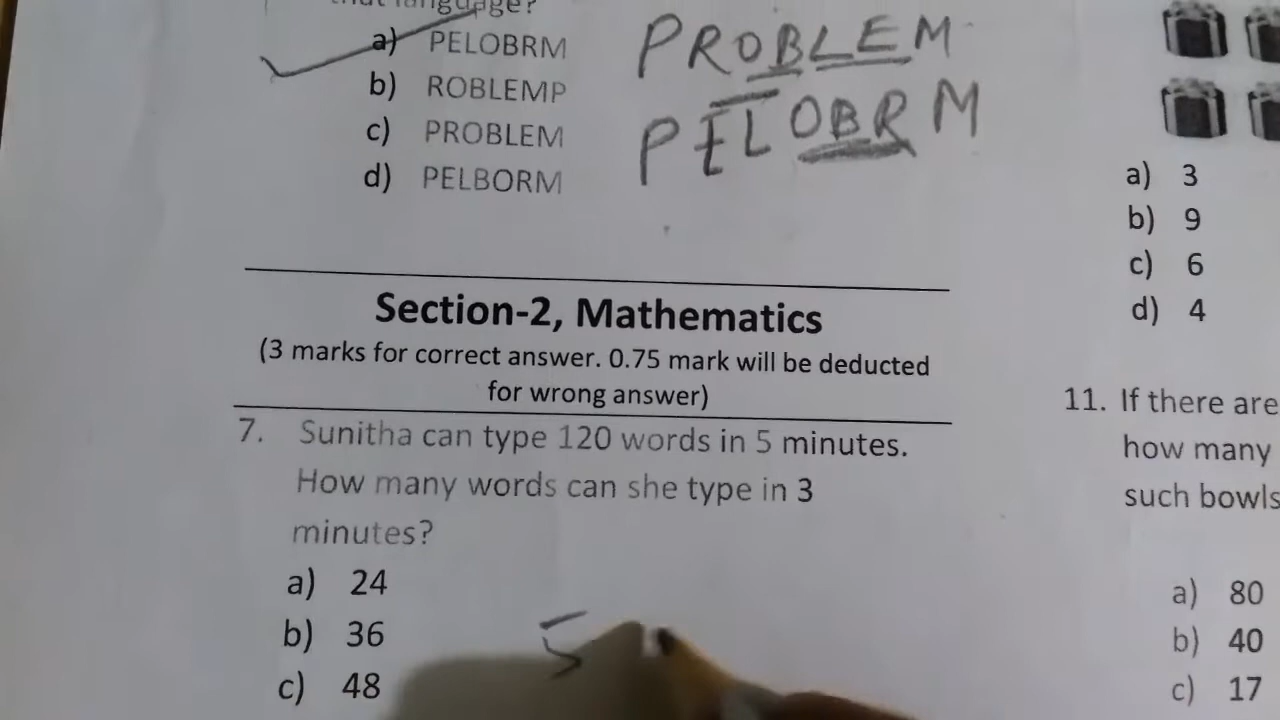 that language?
a) PELOBRM
b) ROBLEMP
c) PROBLEM
d) PELBORM
PROBLEM
PELOBRM
Section-2, Mathematics
(3 marks for correct answer. 0.75 mark will be deducted
for wrong answer)
7. Sunitha can type 120 words in 5 minutes.
How many words can she type in 3
minutes?
a) 24
b) 36
c) 48
5
a) 3
b) 9
c) 6
d) 4
11. If there are
how many
such bowls
a) 80
b) 40
c) 17